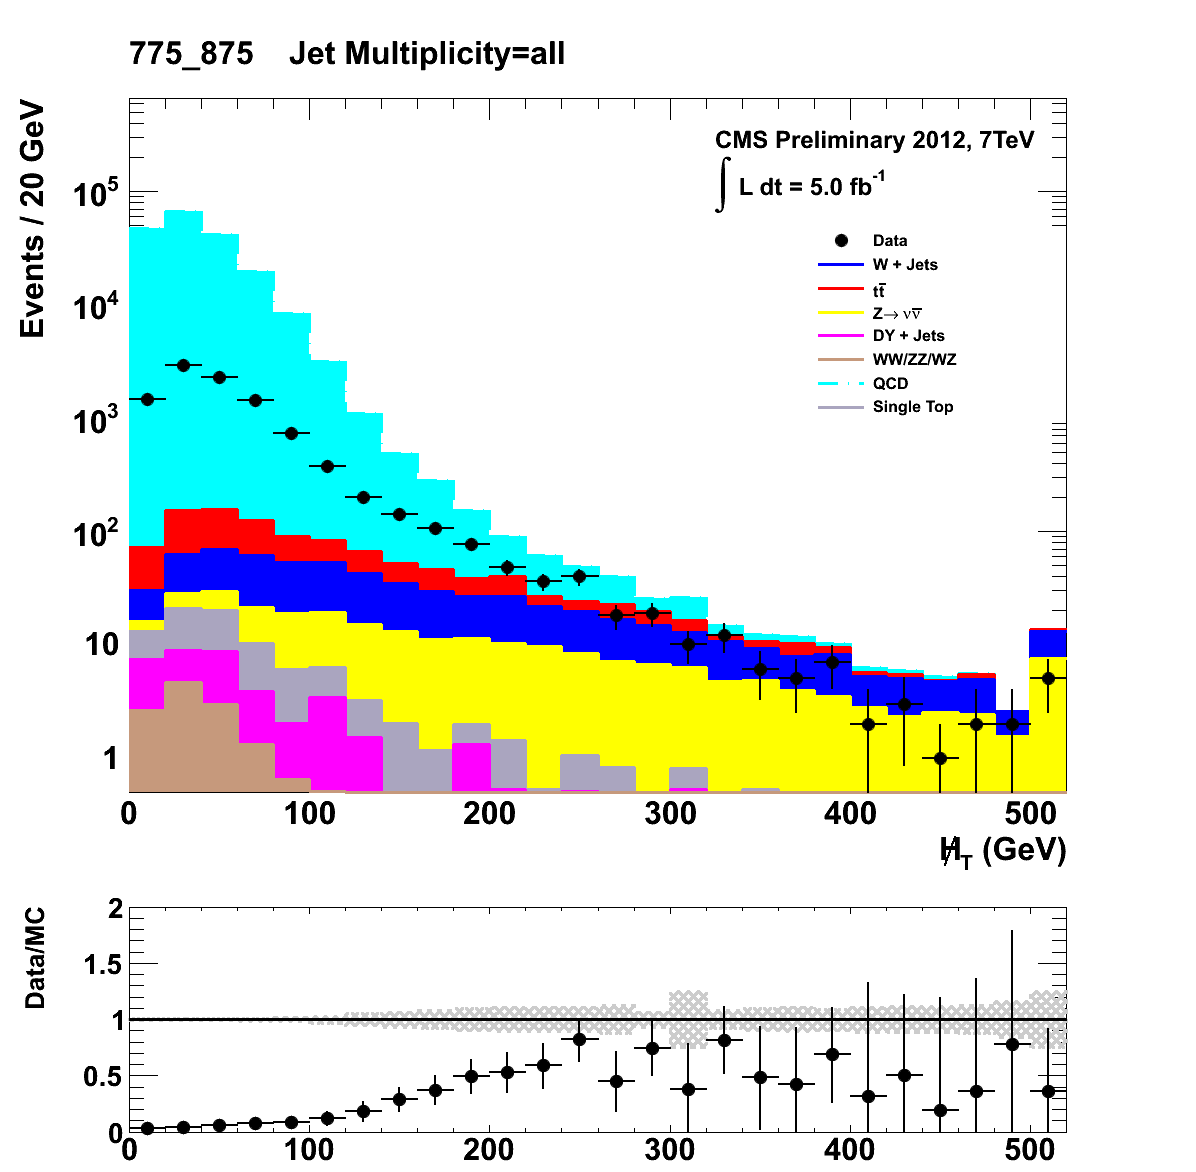 775_875 Jet Multiplicity=all
Events / 20 GeV
CMS Preliminary 2012, 7TeV
∫ L dt = 5.0 fb⁻¹
Data
W + Jets
tt̅
Z→ νν̅
DY + Jets
WW/ZZ/WZ
QCD
Single Top
10⁵
10⁴
10³
10²
10
1
0 100 200 300 400 500
H̸_T (GeV)
Data/MC
2
1.5
1
0.5
0
0 100 200 300 400 500